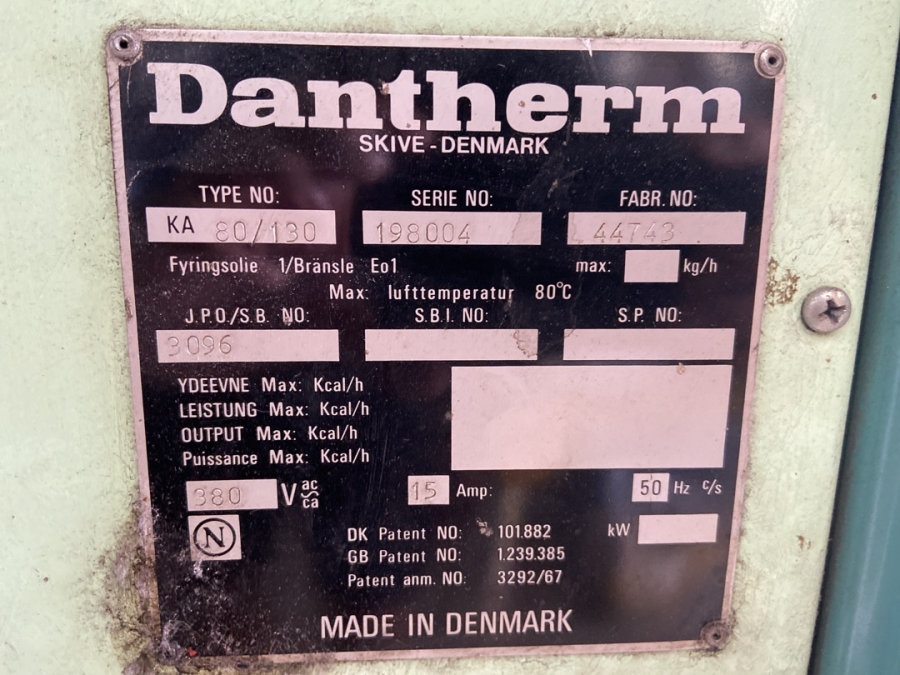 Dantherm
SKIVE - DENMARK
TYPE NO: SERIE NO: FABR. NO:
KA 80/130 198004 44743
Fyringsolie 1/Bränsle Eo1 max: kg/h
Max: lufttemperatur 80°C
J.P.O./S.B. NO: S.B.I. NO: S.P. NO:
3096
YDEEVNE Max: Kcal/h
LEISTUNG Max: Kcal/h
OUTPUT Max: Kcal/h
Puissance Max: Kcal/h
380 V ac ca 15 Amp: 50 Hz c/s
N
DK Patent NO: 101.882 kW
GB Patent NO: 1.239.385
Patent anm. NO: 3292/67
MADE IN DENMARK